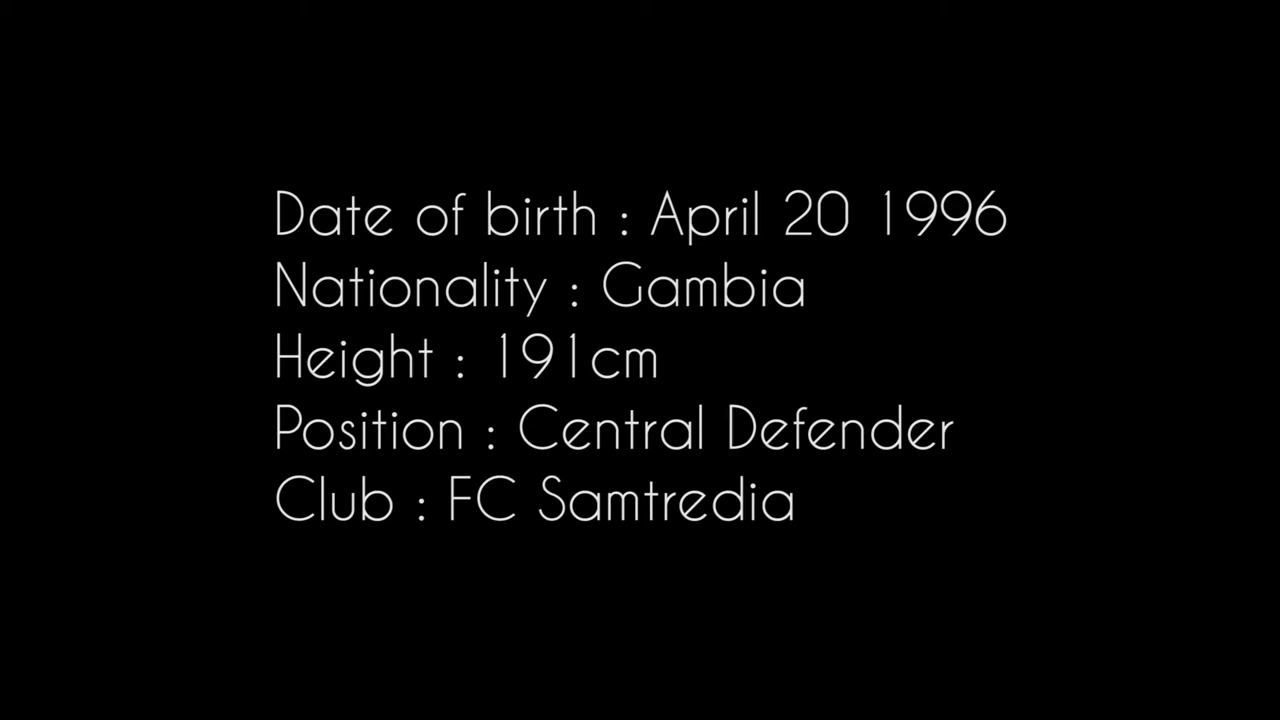 Date of birth : April 20 1996
Nationality : Gambia
Height : 191cm
Position : Central Defender
Club : FC Samtredia